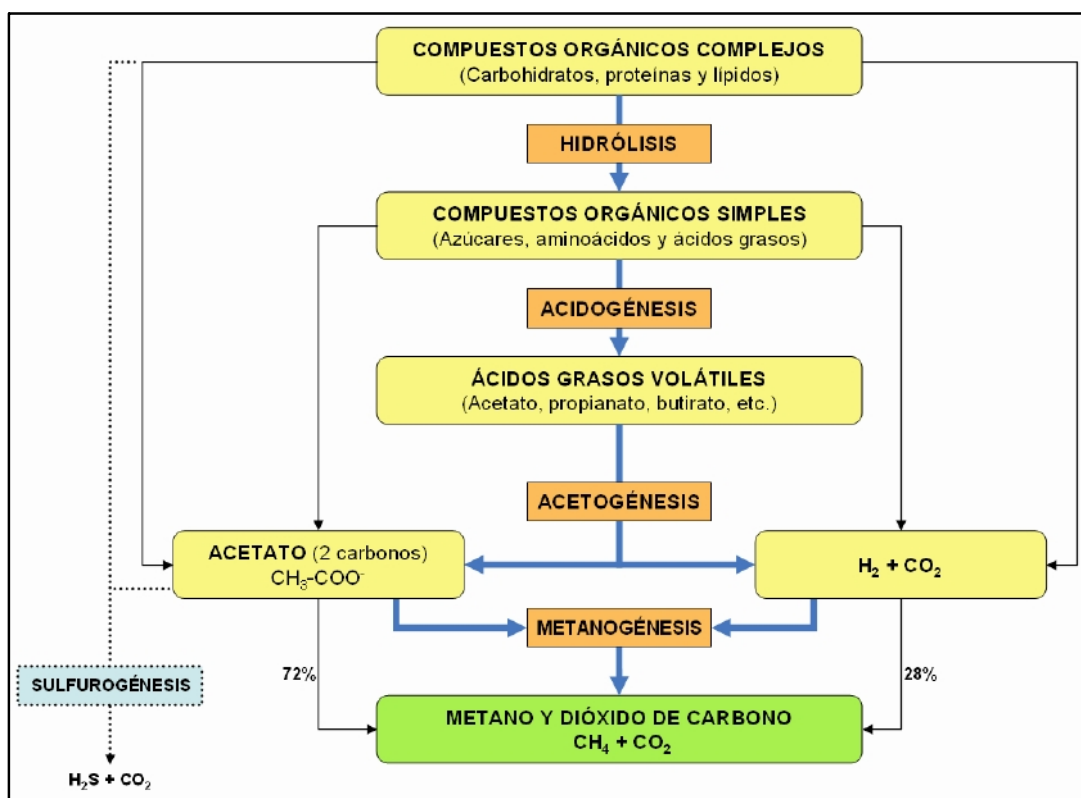 COMPUESTOS ORGÁNICOS COMPLEJOS
(Carbohidratos, proteínas y lípidos)
HIDRÓLISIS
COMPUESTOS ORGÁNICOS SIMPLES
(Azúcares, aminoácidos y ácidos grasos)
ACIDOGÉNESIS
ÁCIDOS GRASOS VOLÁTILES
(Acetato, propianato, butirato, etc.)
ACETOGÉNESIS
ACETATO (2 carbonos)
CH₃-COO⁻
H₂ + CO₂
METANOGÉNESIS
72%
28%
SULFUROGÉNESIS
METANO Y DIÓXIDO DE CARBONO
CH₄ + CO₂
H₂S + CO₂